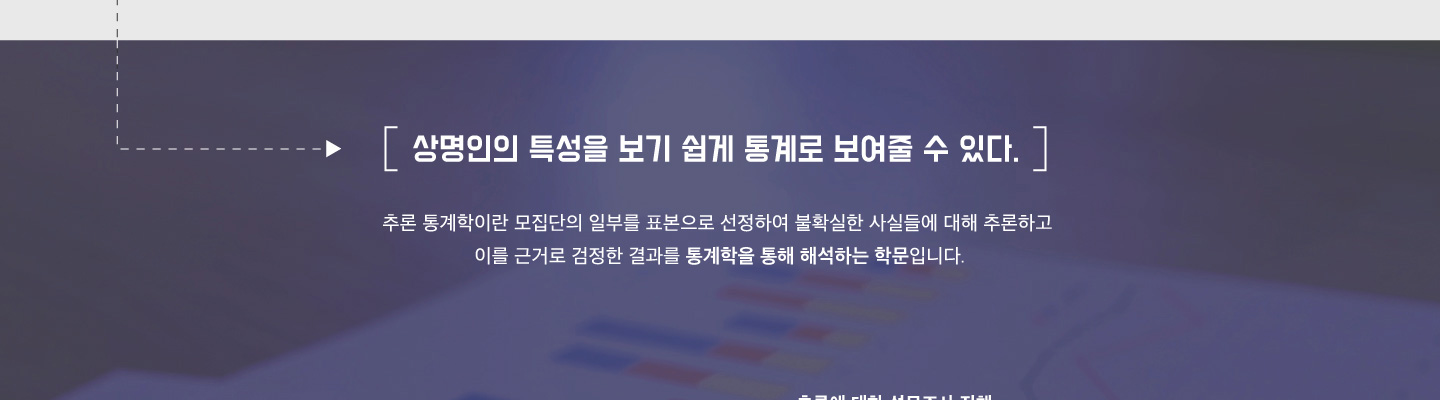 상명인의 특성을 보기 쉽게 통계로 보여줄 수 있다.
추론 통계학이란 모집단의 일부를 표본으로 선정하여 불확실한 사실들에 대해 추론하고
이를 근거로 검정한 결과를 통계학을 통해 해석하는 학문입니다.